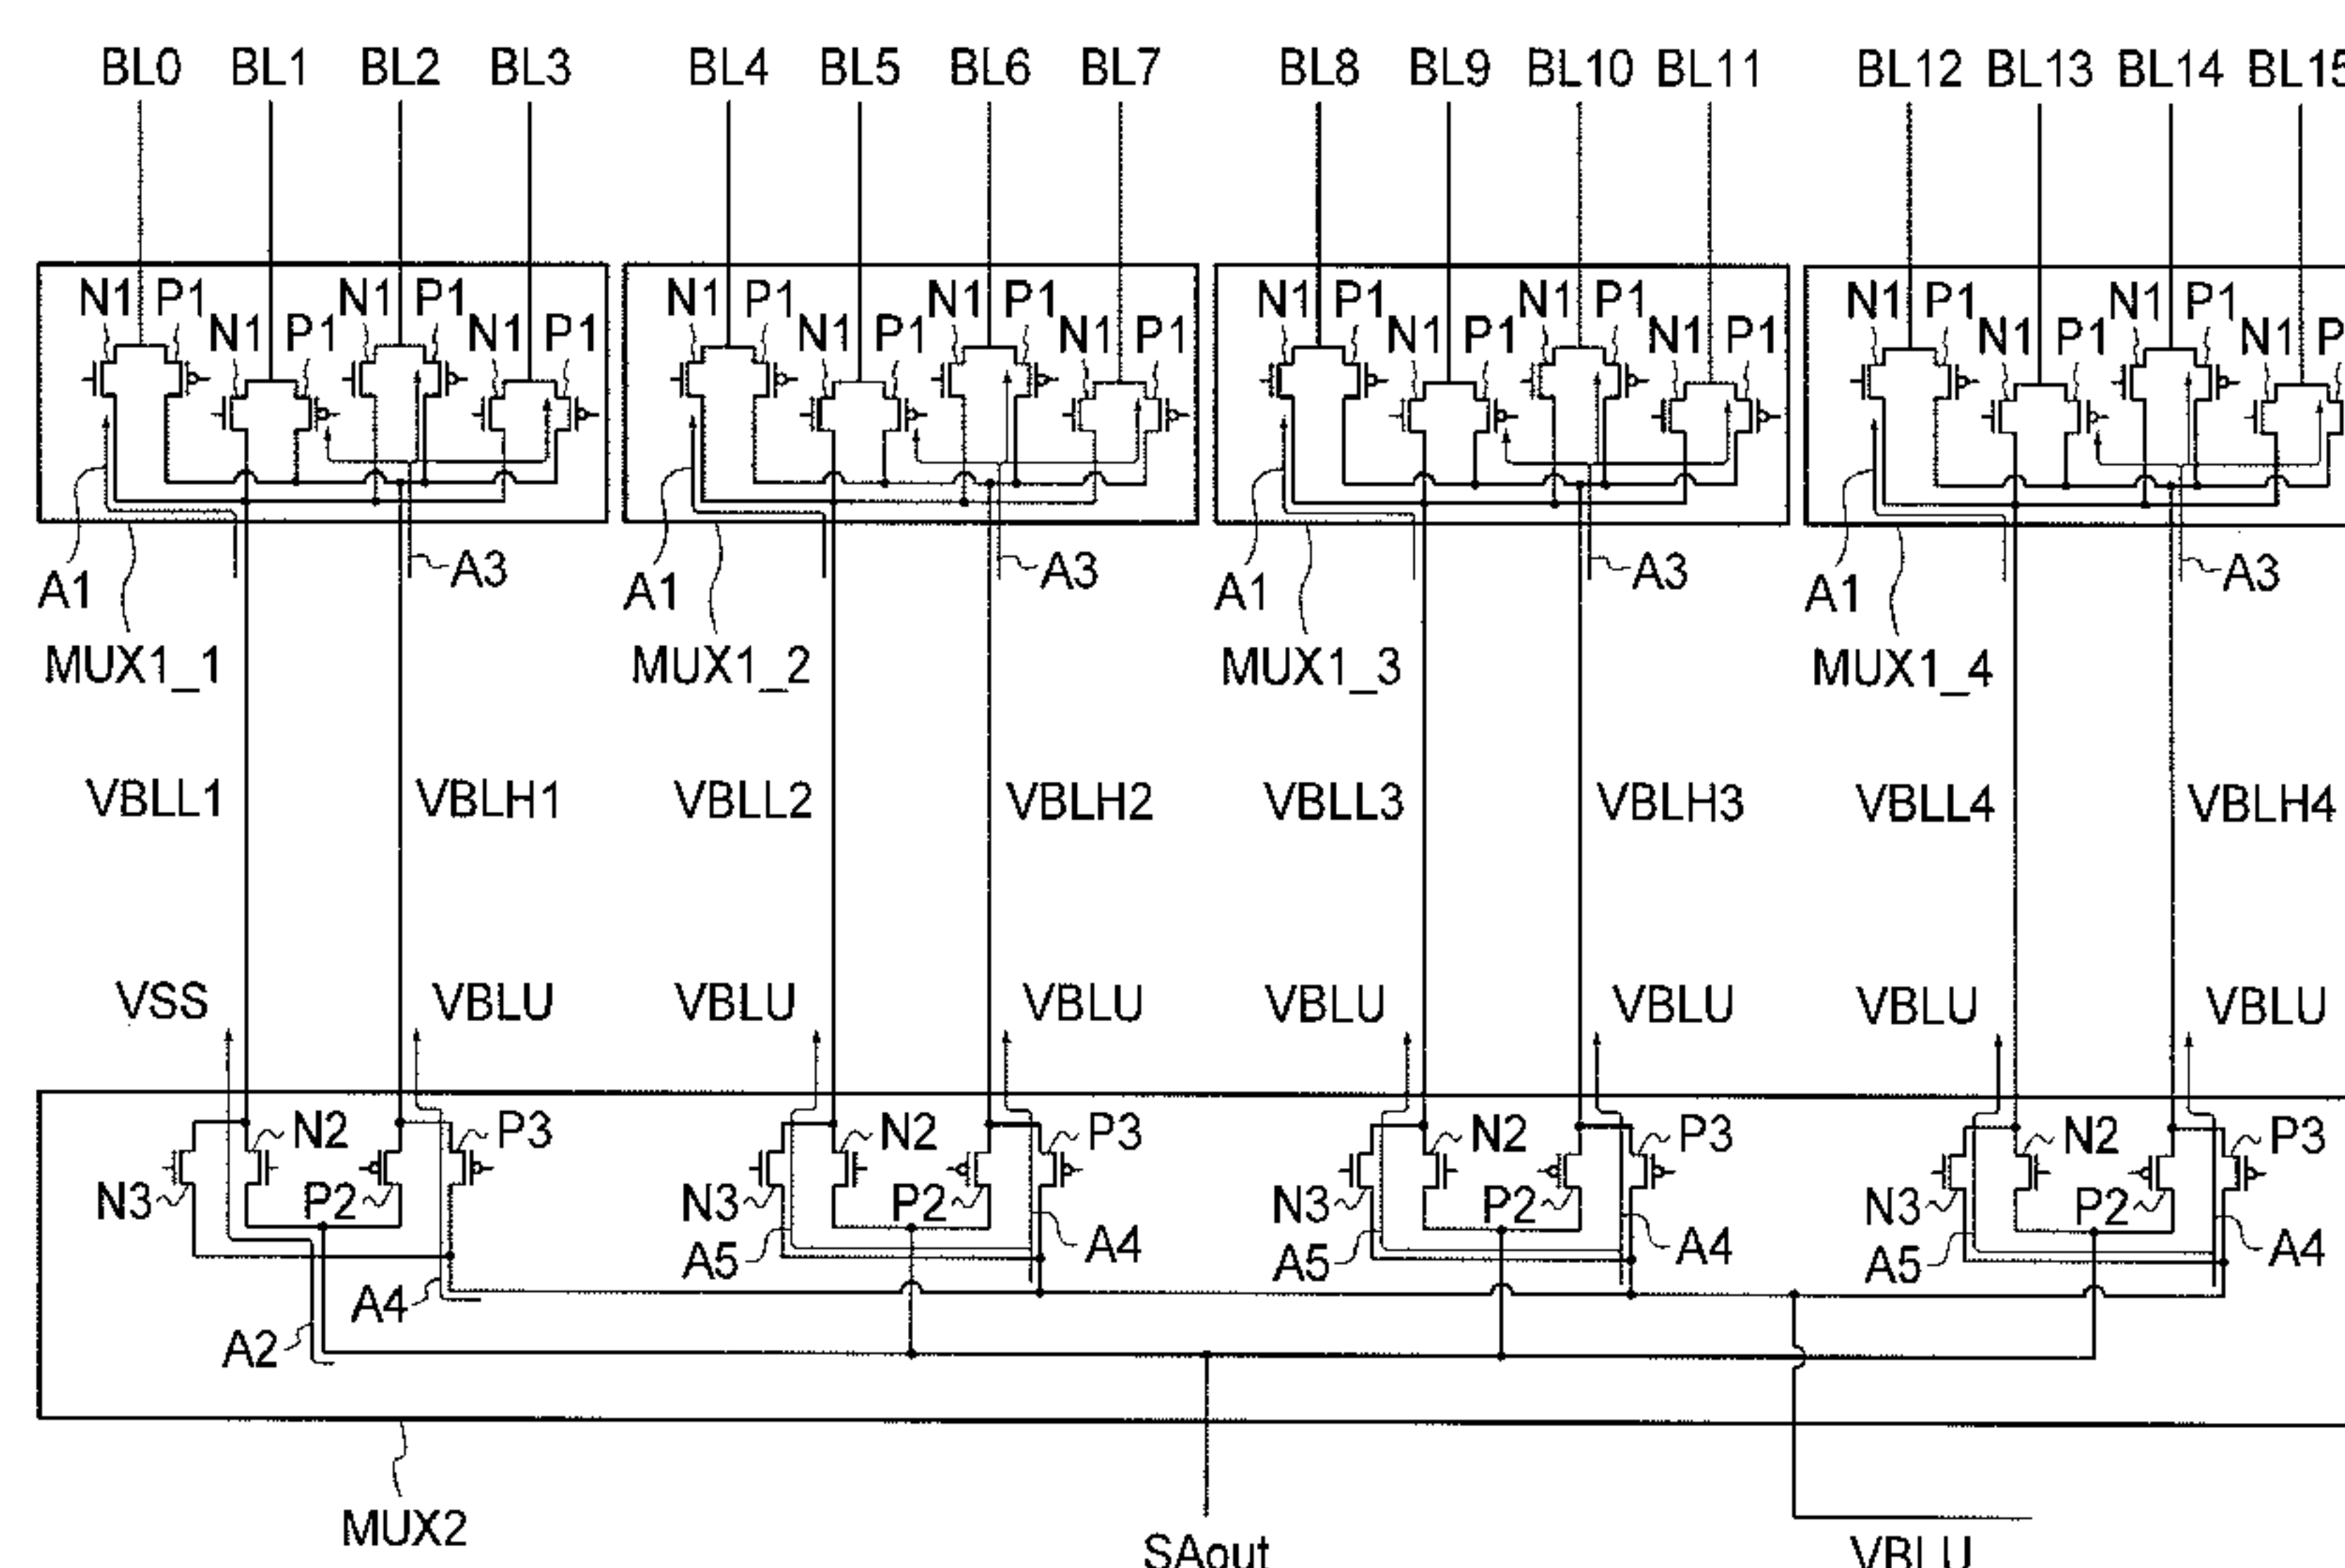 BL0 BL1 BL2 BL3 BL4 BL5 BL6 BL7 BL8 BL9 BL10 BL11 BL12 BL13 BL14 BL15
N1 P1 N1 P1 N1 P1 N1 P1 N1 P1 N1 P1 N1 P1 N1 P1
N1 P1 N1 P1 N1 P1 N1 P1 N1 P1 N1 P1 N1 P1 N1 P
A1 A3 A1 A3 A1 A3 A1 A3
MUX1_1 MUX1_2 MUX1_3 MUX1_4
VBLL1 VBLH1 VBLL2 VBLH2 VBLL3 VBLH3 VBLL4 VBLH4
VSS VBLU VBLU VBLU VBLU VBLU VBLU VBLU
N2 P3 N2 P3 N2 P3 N2 P3
N3 P2 N3 P2 N3 P2 N3 P2
A5 A4 A5 A4 A5 A4
A4
A2
MUX2
SAout VBLU